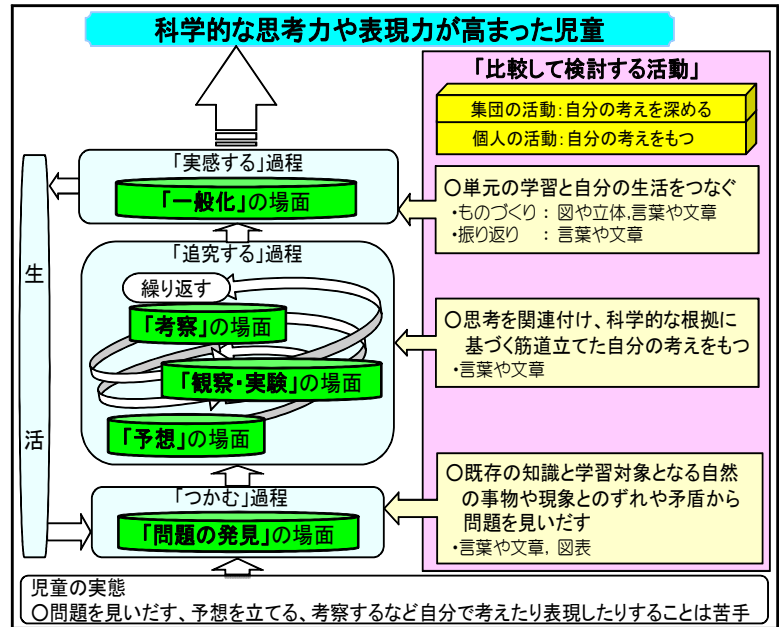 科学的な思考力や表現力が高まった児童
「比較して検討する活動」
集団の活動:自分の考えを深める
個人の活動:自分の考えをもつ
「実感する」過程
「一般化」の場面
○単元の学習と自分の生活をつなぐ
・ものづくり : 図や立体,言葉や文章
・振り返り : 言葉や文章
「追究する」過程
繰り返す
「考察」の場面
「観察・実験」の場面
「予想」の場面
○思考を関連付け、科学的な根拠に
基づく筋道立てた自分の考えをもつ
・言葉や文章
生
活
「つかむ」過程
「問題の発見」の場面
○既存の知識と学習対象となる自然
の事物や現象とのずれや矛盾から
問題を見いだす
・言葉や文章, 図表
児童の実態
○問題を見いだす、予想を立てる、考察するなど自分で考えたり表現したりすることは苦手